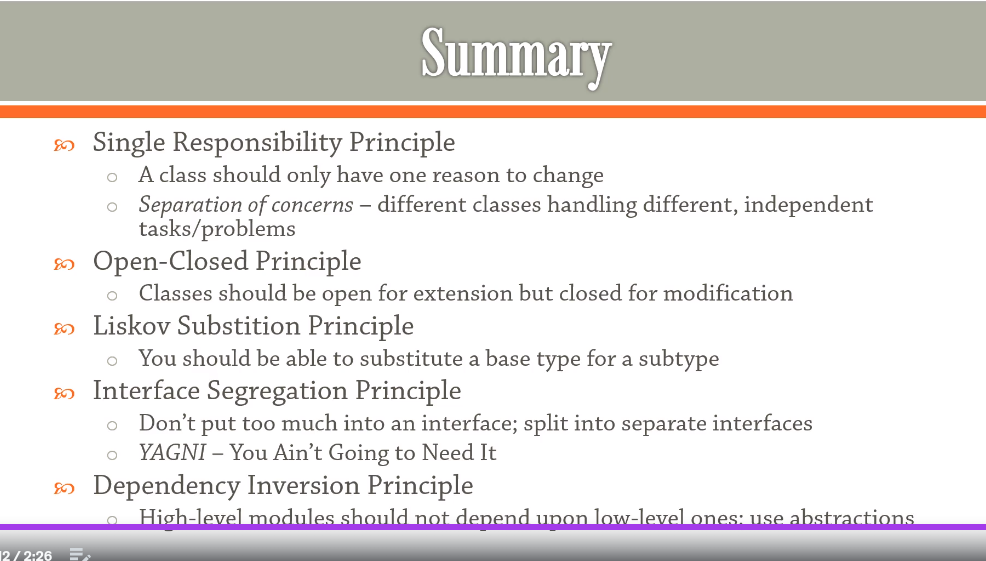 Summary
Single Responsibility Principle
A class should only have one reason to change
Separation of concerns – different classes handling different, independent
tasks/problems
Open-Closed Principle
Classes should be open for extension but closed for modification
Liskov Substition Principle
You should be able to substitute a base type for a subtype
Interface Segregation Principle
Don’t put too much into an interface; split into separate interfaces
YAGNI – You Ain’t Going to Need It
Dependency Inversion Principle
High-level modules should not depend upon low-level ones; use abstractions
/ 2:26